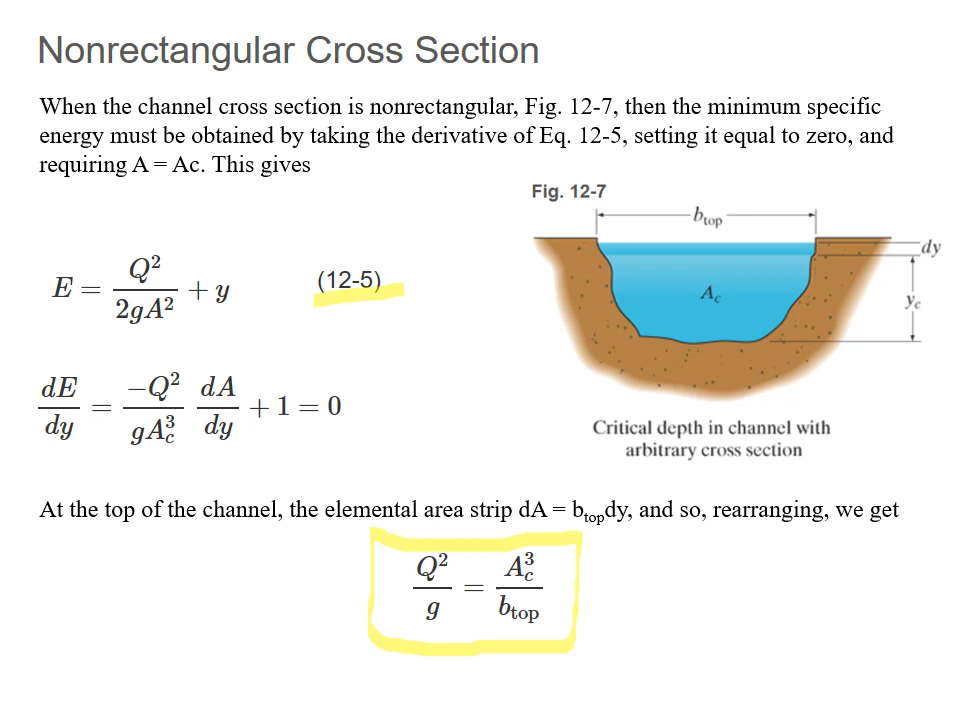 Nonrectangular Cross Section
When the channel cross section is nonrectangular, Fig. 12-7, then the minimum specific
energy must be obtained by taking the derivative of Eq. 12-5, setting it equal to zero, and
requiring A = Ac. This gives
Fig. 12-7
b_top
dy
E = Q²/(2gA²) + y (12-5)
A_c
y_c
dE/dy = (−Q²/(gA_c³)) (dA/dy) + 1 = 0
Critical depth in channel with
arbitrary cross section
At the top of the channel, the elemental area strip dA = b_top dy, and so, rearranging, we get
Q²/g = A_c³/b_top